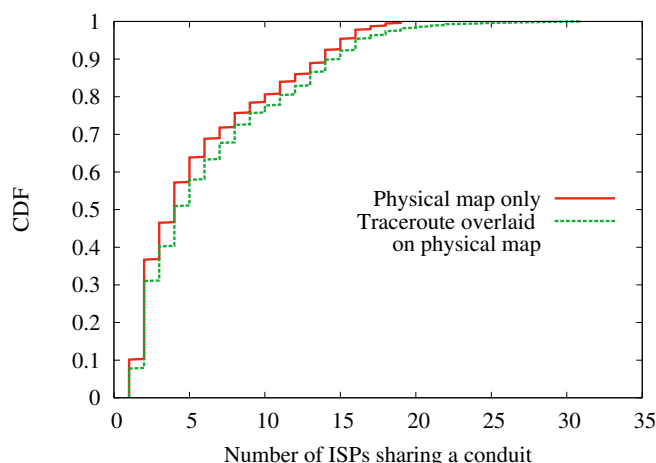 1
0.9
0.8
0.7
0.6
0.5
0.4
0.3
0.2
0.1
0
CDF
Physical map only
Traceroute overlaid
on physical map
0 5 10 15 20 25 30 35
Number of ISPs sharing a conduit